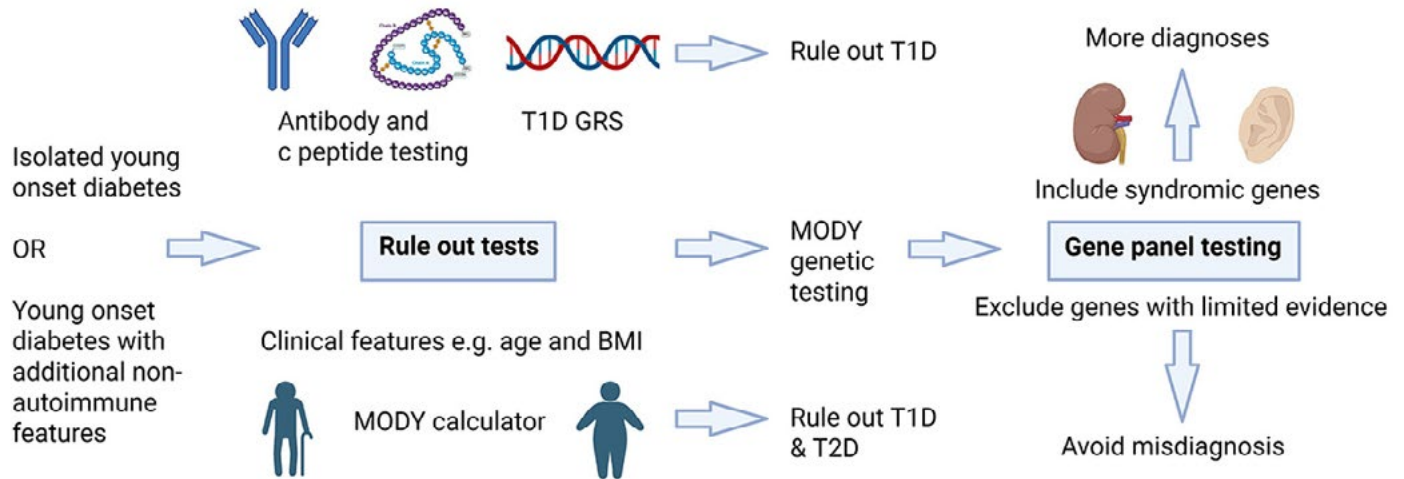 Isolated young
onset diabetes
OR
Young onset
diabetes with
additional non-
autoimmune
features
Antibody and
c peptide testing
T1D GRS
Rule out T1D
Rule out tests
MODY
genetic
testing
Clinical features e.g. age and BMI
MODY calculator
Rule out T1D
& T2D
More diagnoses
Include syndromic genes
Gene panel testing
Exclude genes with limited evidence
Avoid misdiagnosis